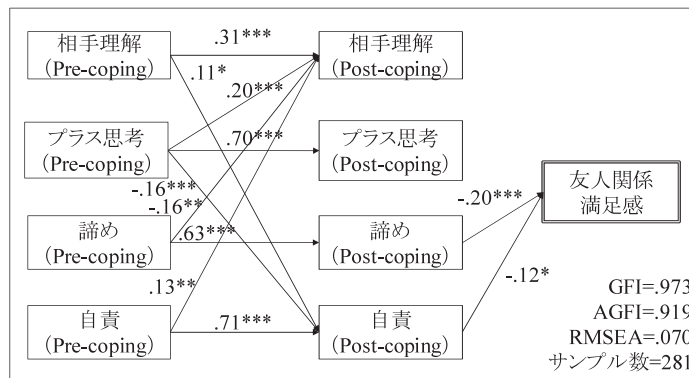 相手理解
(Pre-coping)
.31***
相手理解
(Post-coping)
.11*
.20***
プラス思考
(Pre-coping)
.70***
プラス思考
(Post-coping)
-.16***
-.16**
諦め
(Pre-coping)
.63***
諦め
(Post-coping)
-.20***
友人関係
満足感
.13**
自責
(Pre-coping)
.71***
自責
(Post-coping)
-.12*
GFI=.973
AGFI=.919
RMSEA=.070
サンプル数=281